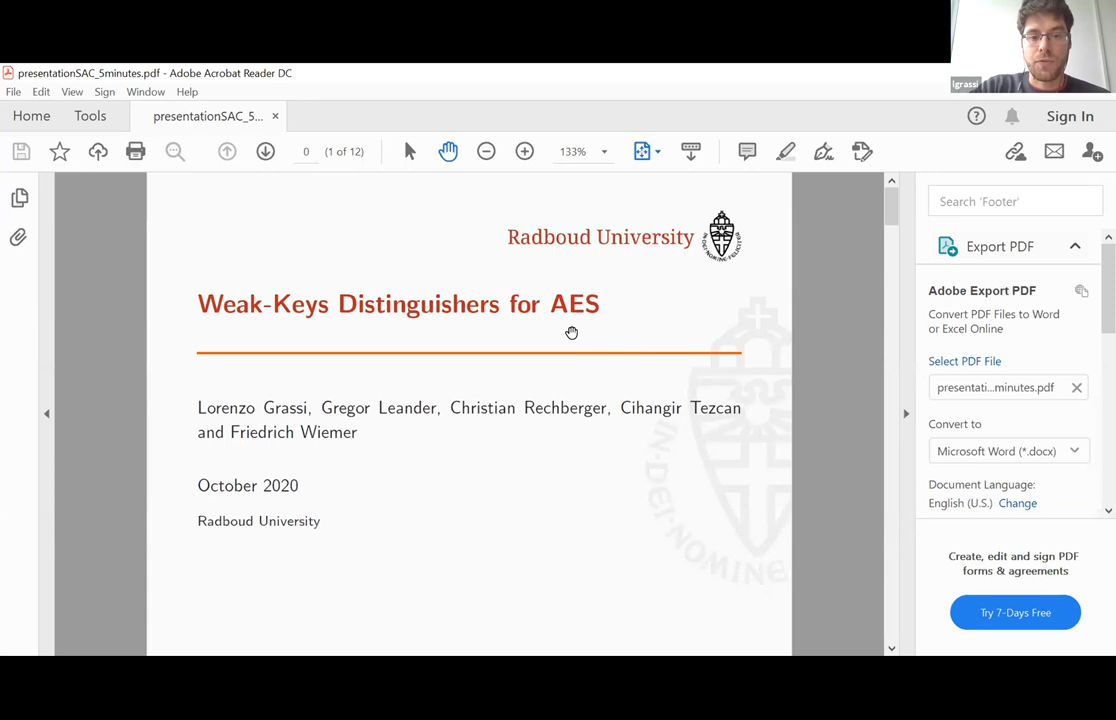 presentationSAC_5minutes.pdf - Adobe Acrobat Reader DC
lgrassi
File Edit View Sign Window Help
Home Tools presentationSAC_5... × Sign In
0 (1 of 12) 133%
Search 'Footer'
Radboud University
Export PDF
Weak-Keys Distinguishers for AES
Adobe Export PDF
Convert PDF Files to Word
or Excel Online
Select PDF File
presentati...minutes.pdf
Lorenzo Grassi, Gregor Leander, Christian Rechberger, Cihangir Tezcan
and Friedrich Wiemer
Convert to
Microsoft Word (*.docx)
October 2020
Document Language:
English (U.S.) Change
Radboud University
IN DEI NOMINE
Create, edit and sign PDF
forms & agreements
Try 7-Days Free